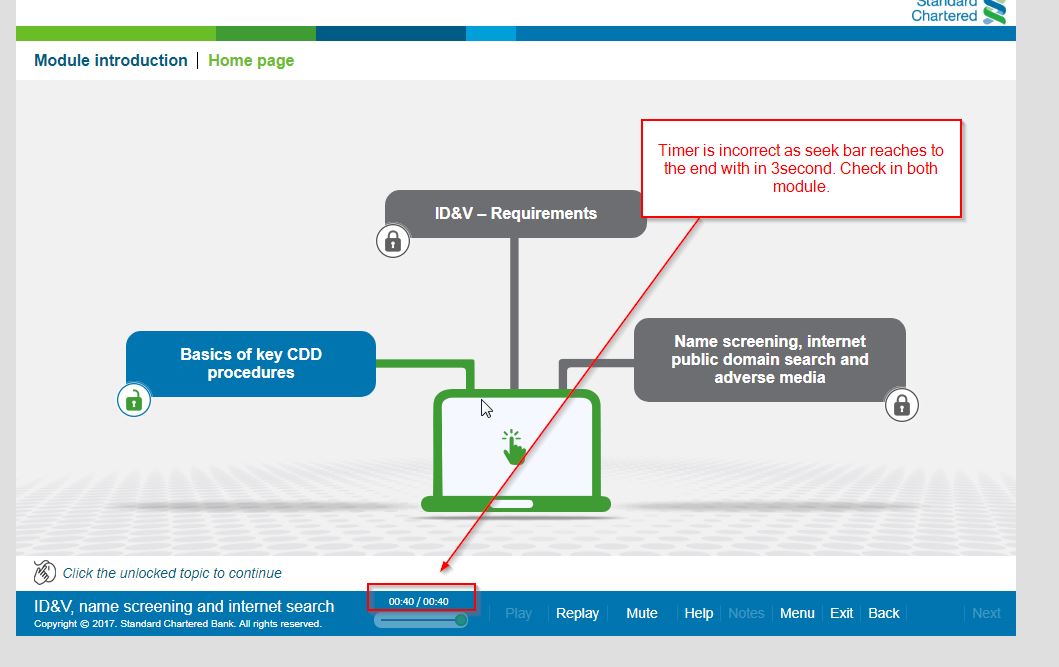 Standard
Chartered
Module introduction | Home page
Timer is incorrect as seek bar reaches to
the end with in 3second. Check in both
module.
ID&V – Requirements
Name screening, internet
public domain search and
adverse media
Basics of key CDD
procedures
Click the unlocked topic to continue
ID&V, name screening and internet search
Copyright © 2017. Standard Chartered Bank. All rights reserved.
00:40 / 00:40
Play Replay Mute Help Notes Menu Exit Back Next